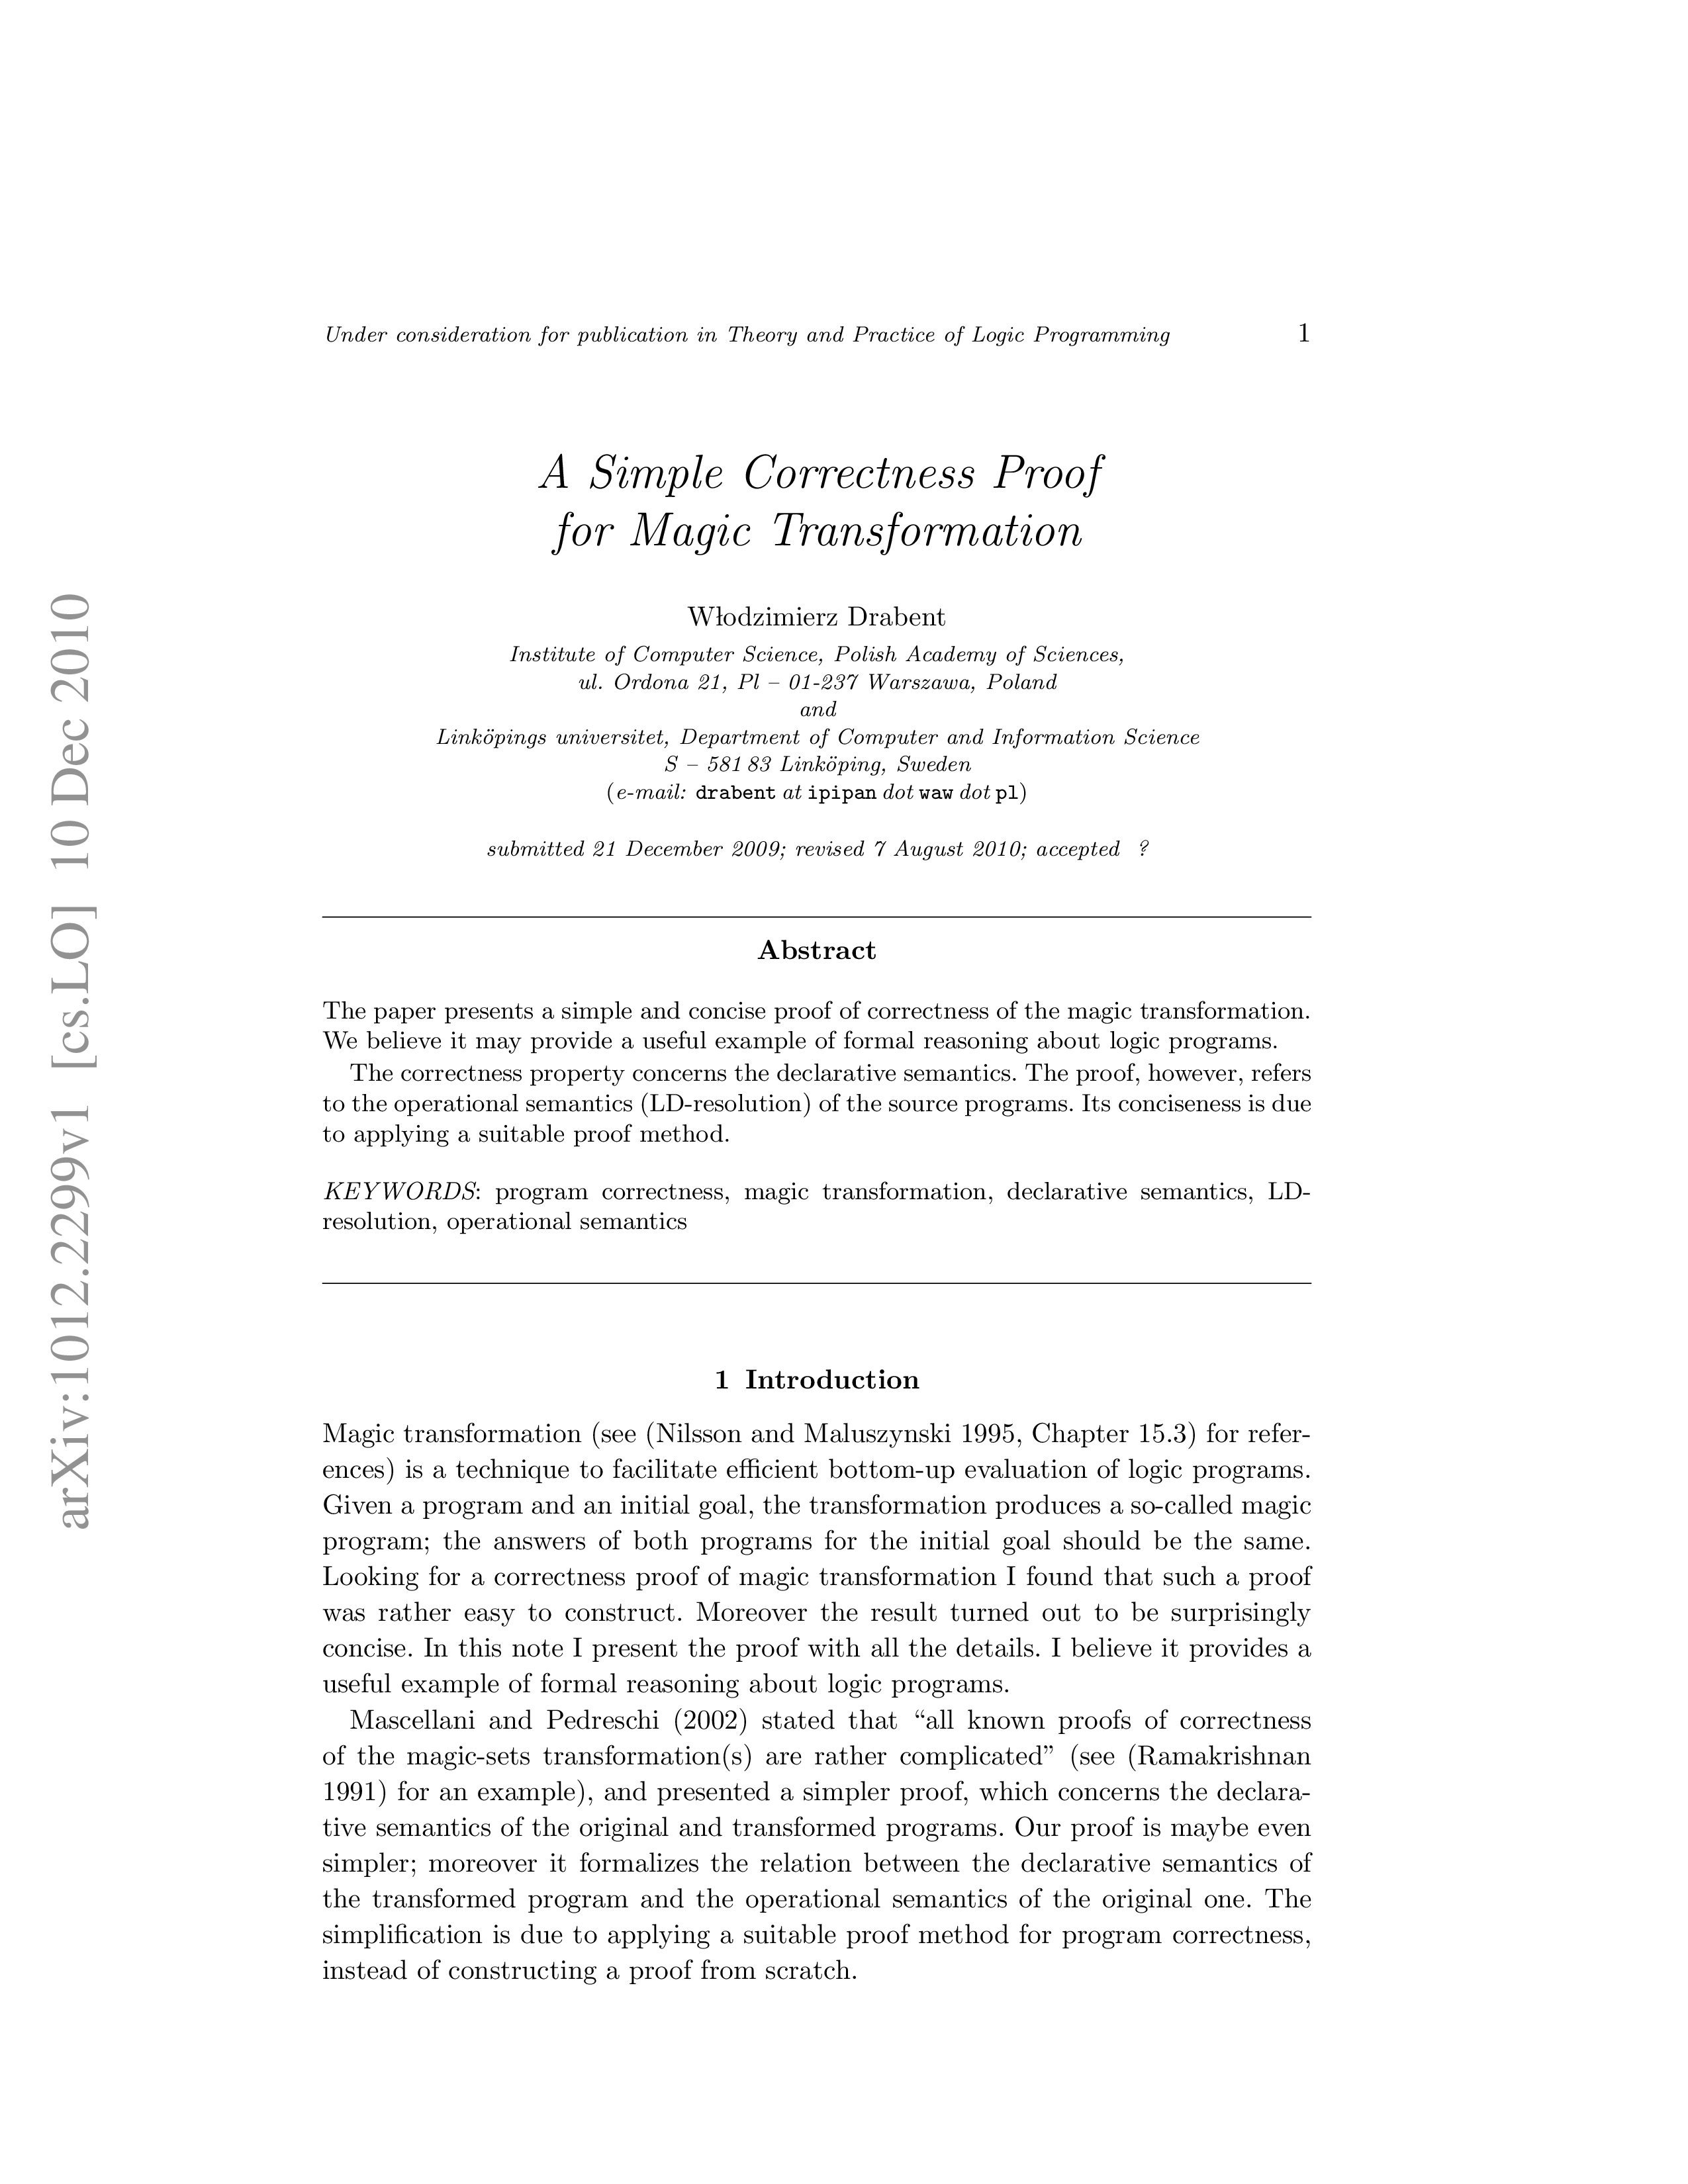 Under consideration for publication in Theory and Practice of Logic Programming 1
A Simple Correctness Proof
for Magic Transformation
Włodzimierz Drabent
Institute of Computer Science, Polish Academy of Sciences,
ul. Ordona 21, Pl – 01-237 Warszawa, Poland
and
Linköpings universitet, Department of Computer and Information Science
S – 581 83 Linköping, Sweden
(e-mail: drabent at ipipan dot waw dot pl)
submitted 21 December 2009; revised 7 August 2010; accepted ?
Abstract
The paper presents a simple and concise proof of correctness of the magic transformation.
We believe it may provide a useful example of formal reasoning about logic programs.
The correctness property concerns the declarative semantics. The proof, however, refers
to the operational semantics (LD-resolution) of the source programs. Its conciseness is due
to applying a suitable proof method.
KEYWORDS: program correctness, magic transformation, declarative semantics, LD-
resolution, operational semantics
1 Introduction
Magic transformation (see (Nilsson and Maluszynski 1995, Chapter 15.3) for refer-
ences) is a technique to facilitate efficient bottom-up evaluation of logic programs.
Given a program and an initial goal, the transformation produces a so-called magic
program; the answers of both programs for the initial goal should be the same.
Looking for a correctness proof of magic transformation I found that such a proof
was rather easy to construct. Moreover the result turned out to be surprisingly
concise. In this note I present the proof with all the details. I believe it provides a
useful example of formal reasoning about logic programs.
Mascellani and Pedreschi (2002) stated that “all known proofs of correctness
of the magic-sets transformation(s) are rather complicated” (see (Ramakrishnan
1991) for an example), and presented a simpler proof, which concerns the declara-
tive semantics of the original and transformed programs. Our proof is maybe even
simpler; moreover it formalizes the relation between the declarative semantics of
the transformed program and the operational semantics of the original one. The
simplification is due to applying a suitable proof method for program correctness,
instead of constructing a proof from scratch.
arXiv:1012.2299v1 [cs.LO] 10 Dec 2010